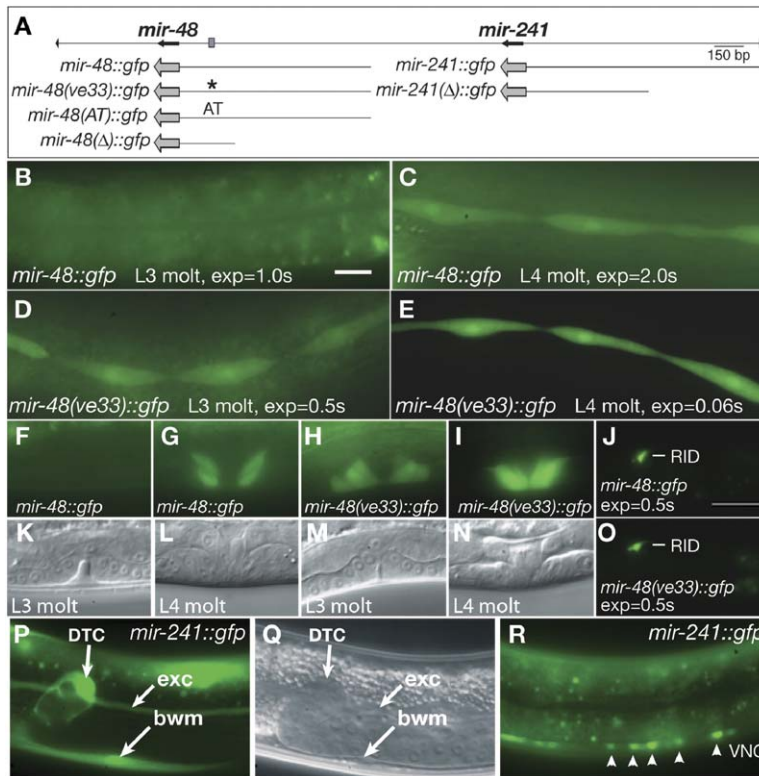 A
mir-48
mir-241
150 bp
mir-48::gfp
mir-241::gfp
mir-48(ve33)::gfp
*
mir-241(Δ)::gfp
mir-48(AT)::gfp
AT
mir-48(Δ)::gfp
B
mir-48::gfp L3 molt, exp=1.0s
C
mir-48::gfp L4 molt, exp=2.0s
D
mir-48(ve33)::gfp L3 molt, exp=0.5s
E
mir-48(ve33)::gfp L4 molt, exp=0.06s
F
mir-48::gfp
G
mir-48::gfp
H
mir-48(ve33)::gfp
I
mir-48(ve33)::gfp
J
RID
mir-48::gfp
exp=0.5s
K
L3 molt
L
L4 molt
M
L3 molt
N
L4 molt
O
RID
mir-48(ve33)::gfp
exp=0.5s
P
mir-241::gfp
DTC
exc
bwm
Q
DTC
exc
bwm
R
mir-241::gfp
VNC